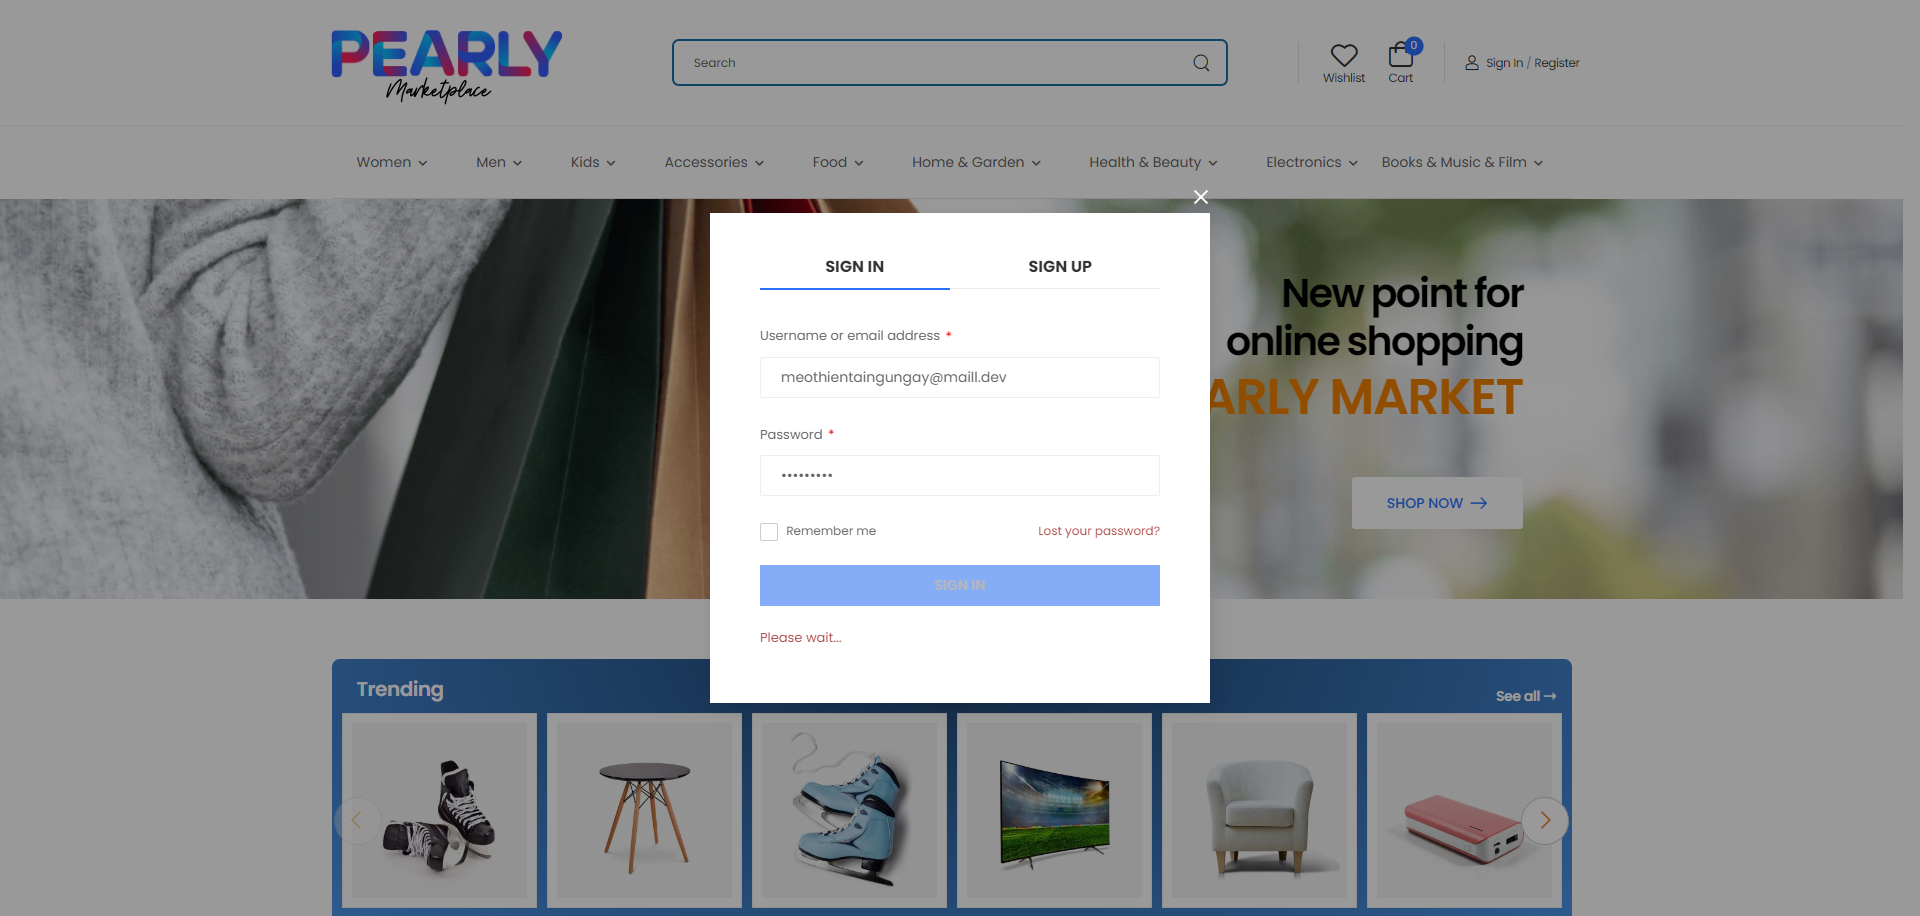 PEARLY
Marketplace
Search
Wishlist
0
Cart
Sign In / Register
Women
Men
Kids
Accessories
Food
Home & Garden
Health & Beauty
Electronics
Books & Music & Film
SIGN IN
SIGN UP
Username or email address *
meothientaingungay@maill.dev
Password *
•••••••••
Remember me
Lost your password?
SIGN IN
Please wait...
New point for
online shopping
ARLY MARKET
SHOP NOW →
Trending
See all →